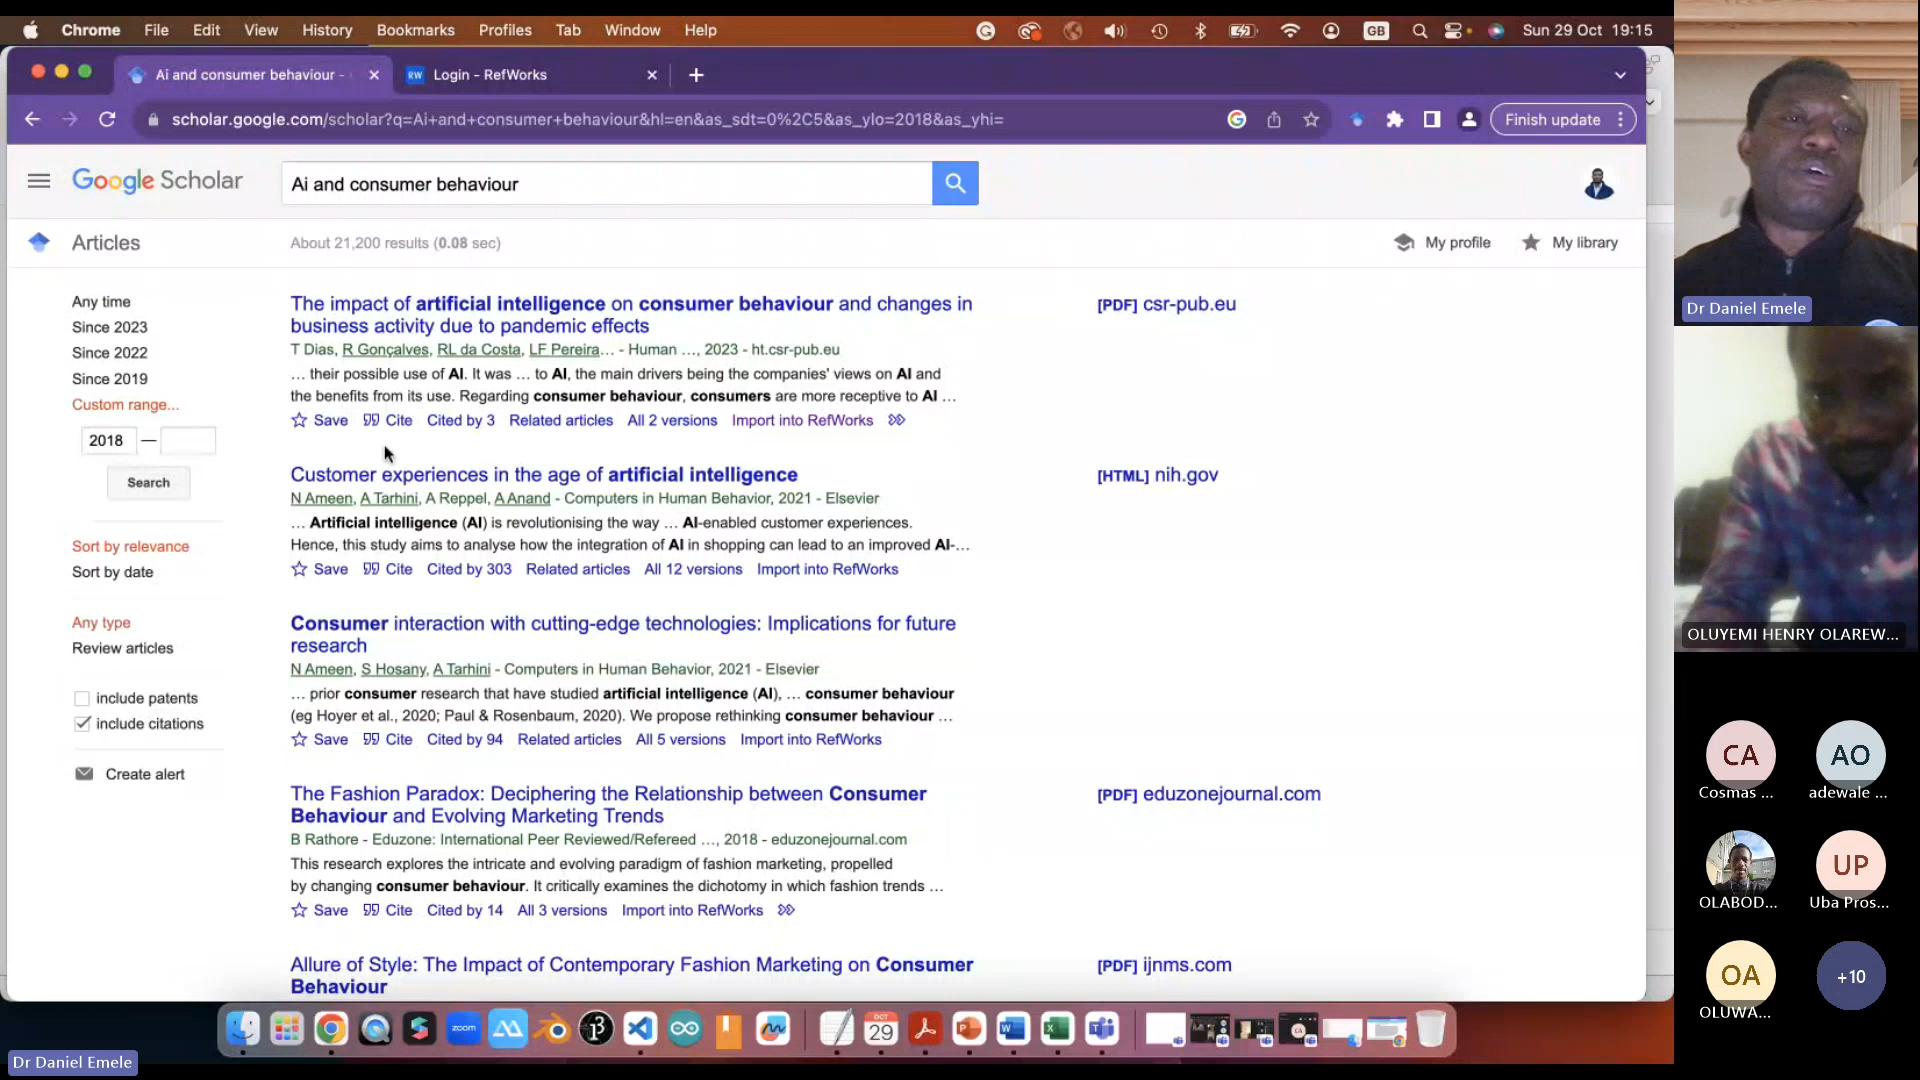 Chrome File Edit View History Bookmarks Profiles Tab Window Help
GB
Sun 29 Oct 19:15
Ai and consumer behaviour -
RW Login - RefWorks
scholar.google.com/scholar?q=Ai+and+consumer+behaviour&hl=en&as_sdt=0%2C5&as_ylo=2018&as_yhi=
Finish update
Google Scholar
Ai and consumer behaviour
Articles
About 21,200 results (0.08 sec)
My profile
My library
Any time
Since 2023
Since 2022
Since 2019
Custom range...
2018 —
Search
Sort by relevance
Sort by date
Any type
Review articles
include patents
include citations
Create alert
The impact of artificial intelligence on consumer behaviour and changes in
business activity due to pandemic effects
T Dias, R Gonçalves, RL da Costa, LF Pereira… - Human …, 2023 - ht.csr-pub.eu
… their possible use of AI. It was … to AI, the main drivers being the companies' views on AI and
the benefits from its use. Regarding consumer behaviour, consumers are more receptive to AI …
Save Cite Cited by 3 Related articles All 2 versions Import into RefWorks
[PDF] csr-pub.eu
Customer experiences in the age of artificial intelligence
N Ameen, A Tarhini, A Reppel, A Anand - Computers in Human Behavior, 2021 - Elsevier
… Artificial intelligence (AI) is revolutionising the way … AI-enabled customer experiences.
Hence, this study aims to analyse how the integration of AI in shopping can lead to an improved AI-…
Save Cite Cited by 303 Related articles All 12 versions Import into RefWorks
[HTML] nih.gov
Consumer interaction with cutting-edge technologies: Implications for future
research
N Ameen, S Hosany, A Tarhini - Computers in Human Behavior, 2021 - Elsevier
… prior consumer research that have studied artificial intelligence (AI), … consumer behaviour
(eg Hoyer et al., 2020; Paul & Rosenbaum, 2020). We propose rethinking consumer behaviour …
Save Cite Cited by 94 Related articles All 5 versions Import into RefWorks
The Fashion Paradox: Deciphering the Relationship between Consumer
Behaviour and Evolving Marketing Trends
B Rathore - Eduzone: International Peer Reviewed/Refereed …, 2018 - eduzonejournal.com
This research explores the intricate and evolving paradigm of fashion marketing, propelled
by changing consumer behaviour. It critically examines the dichotomy in which fashion trends …
Save Cite Cited by 14 All 3 versions Import into RefWorks
[PDF] eduzonejournal.com
Allure of Style: The Impact of Contemporary Fashion Marketing on Consumer
Behaviour
[PDF] ijnms.com
zoom
OCT
29
Dr Daniel Emele
Dr Daniel Emele
OLUYEMI HENRY OLAREW...
CA
Cosmas ...
AO
adewale ...
OLABOD...
UP
Uba Pros...
OA
OLUWA...
+10